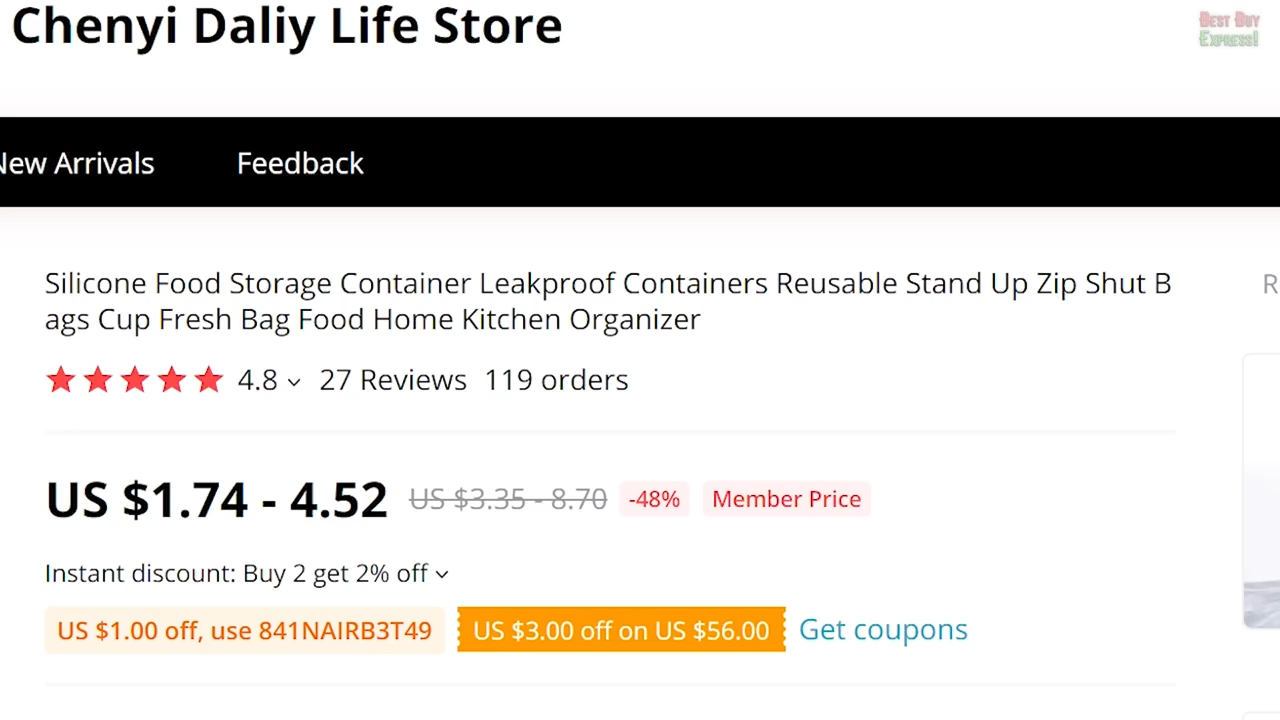 Chenyi Daliy Life Store
BEST BUY
EXPRESS!
New Arrivals Feedback
Silicone Food Storage Container Leakproof Containers Reusable Stand Up Zip Shut B
R
ags Cup Fresh Bag Food Home Kitchen Organizer
4.8 27 Reviews 119 orders
US $1.74 - 4.52 US $3.35 - 8.70 -48% Member Price
Instant discount: Buy 2 get 2% off
US $1.00 off, use 841NAIRB3T49 US $3.00 off on US $56.00 Get coupons